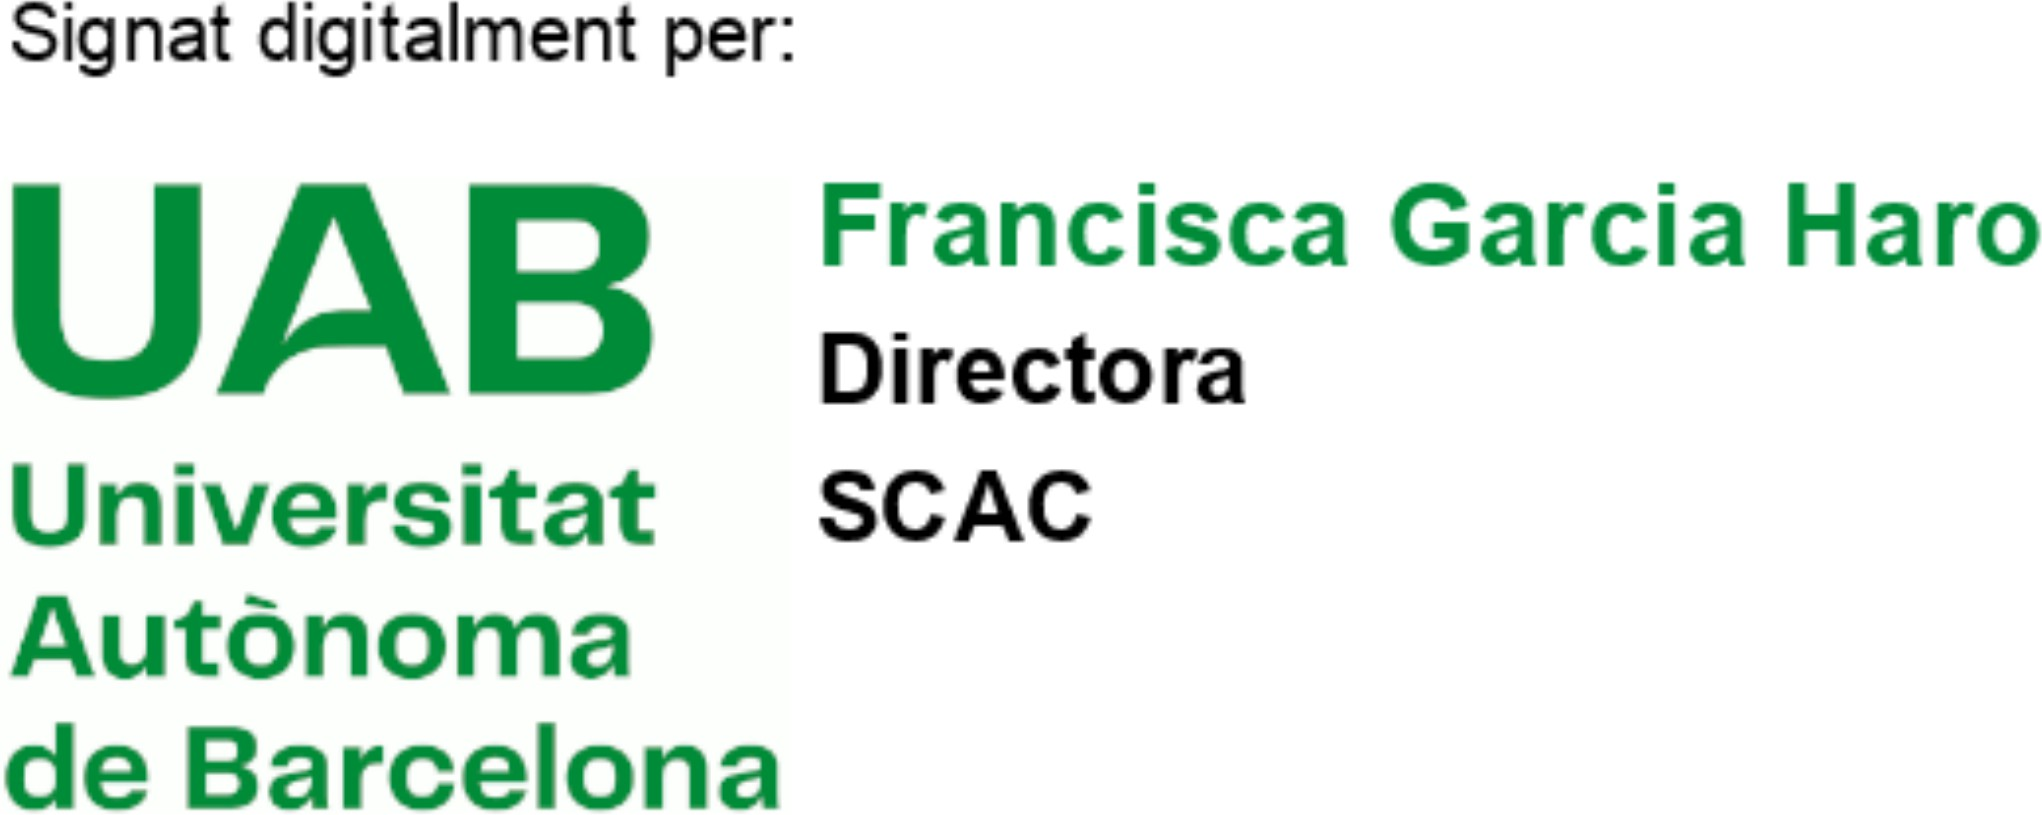 Signat digitalment per:
UAB
Universitat
Autònoma
de Barcelona
Francisca Garcia Haro
Directora
SCAC